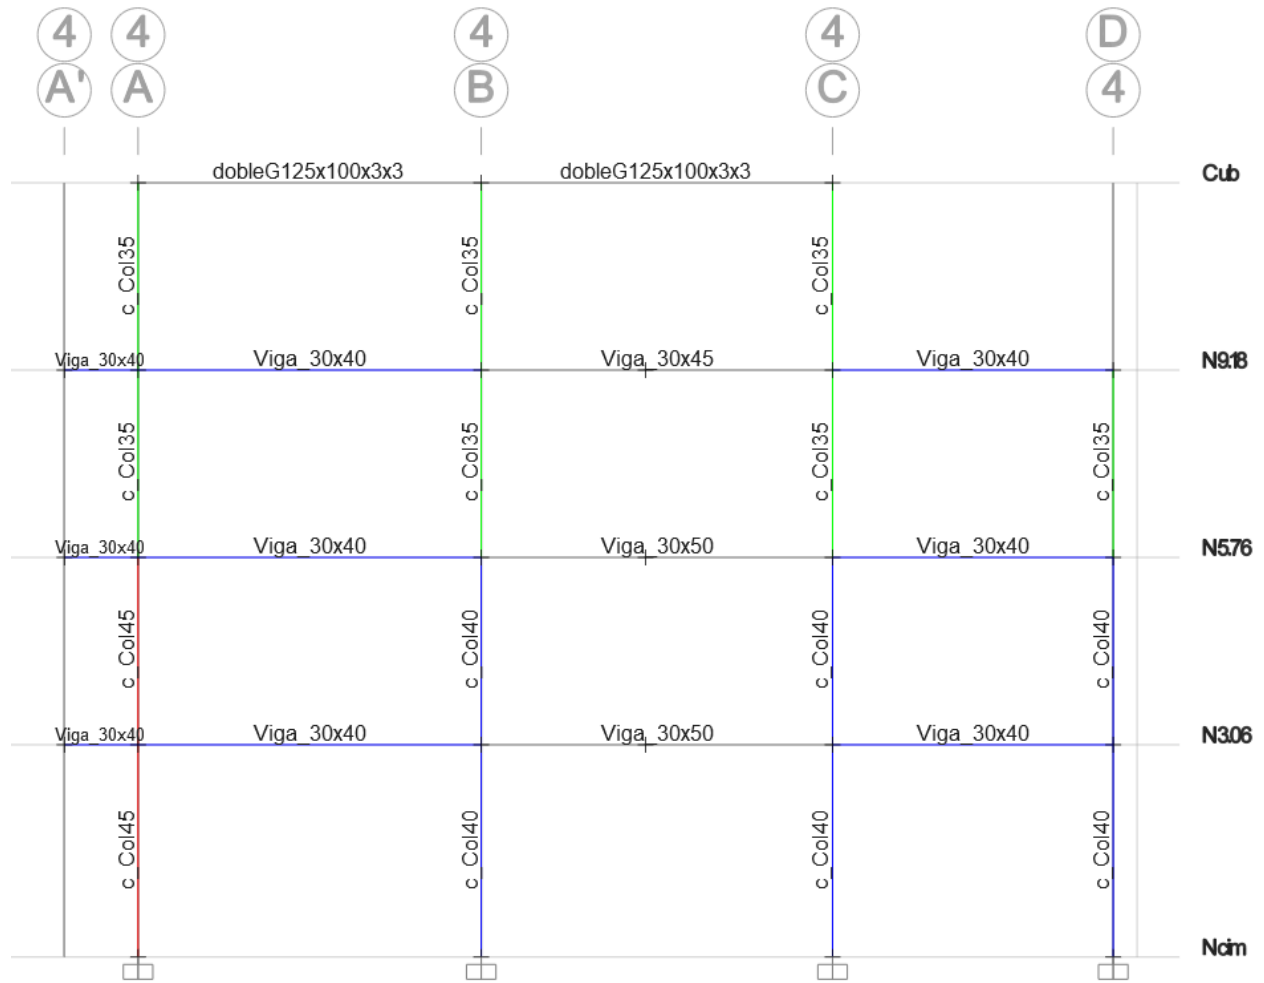 4 4 4 4 D
A' A B C 4
dobleG125x100x3x3 dobleG125x100x3x3 Cub
c_Col35 c_Col35 c_Col35
Viga_30x40 Viga_30x40 Viga_30x45 Viga_30x40 N9.18
c_Col35 c_Col35 c_Col35 c_Col35
Viga_30x40 Viga_30x40 Viga_30x50 Viga_30x40 N5.76
c_Col45 c_Col40 c_Col40 c_Col40
Viga_30x40 Viga_30x40 Viga_30x50 Viga_30x40 N3.06
c_Col45 c_Col40 c_Col40 c_Col40
Ncim